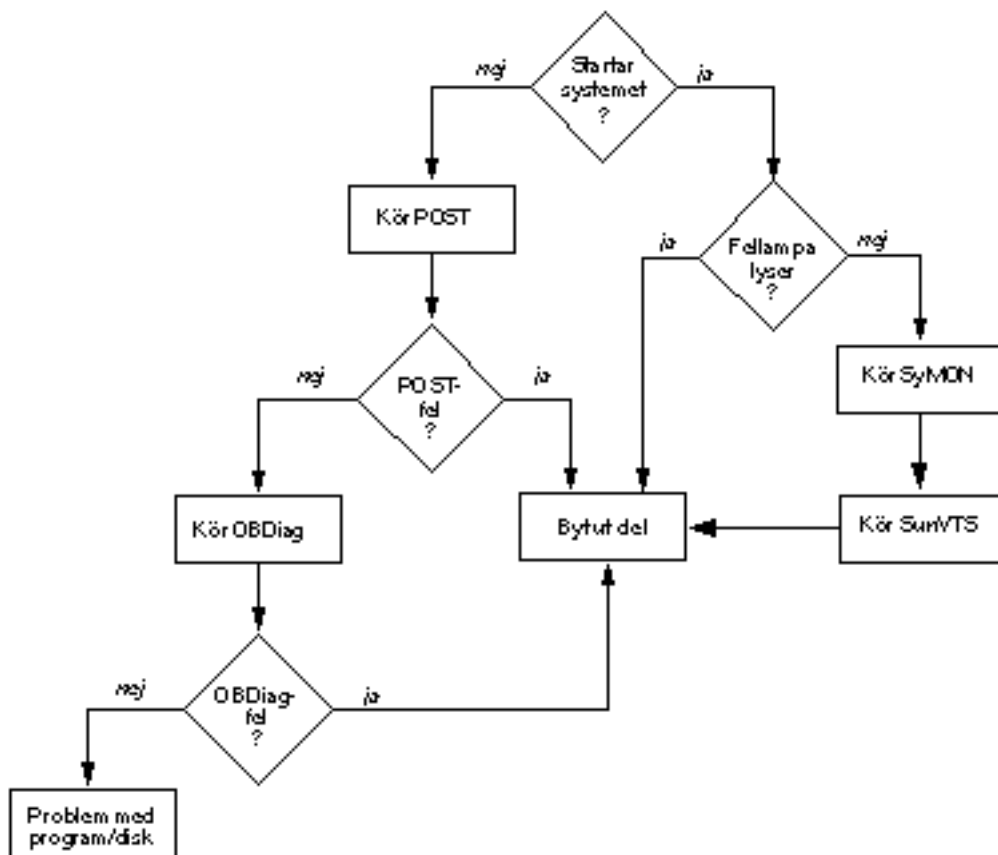 Startar
systemet
?
nej
ja
Kör POST
Fellampa
lyser
?
ja
nej
POST-
fel
?
nej
ja
Kör SyMON
Kör OBDiag
Byt ut del
Kör SunVTS
OBDiag-
fel
?
nej
ja
Problem med
program/disk